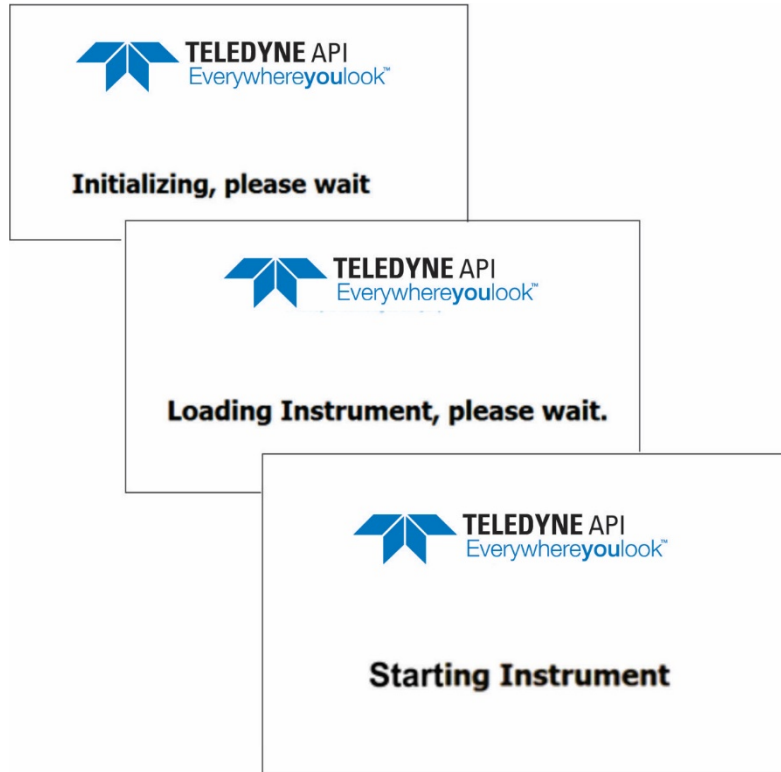 TELEDYNE API
Everywhereyoulook™
Initializing, please wait
TELEDYNE API
Everywhereyoulook™
Loading Instrument, please wait.
TELEDYNE API
Everywhereyoulook™
Starting Instrument